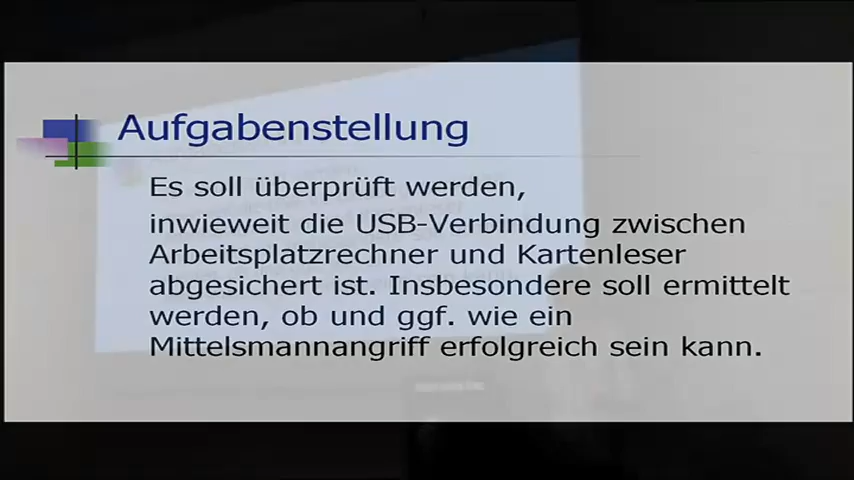 Aufgabenstellung
Es soll überprüft werden,
inwieweit die USB-Verbindung zwischen
Arbeitsplatzrechner und Kartenleser
abgesichert ist. Insbesondere soll ermittelt
werden, ob und ggf. wie ein
Mittelsmannangriff erfolgreich sein kann.